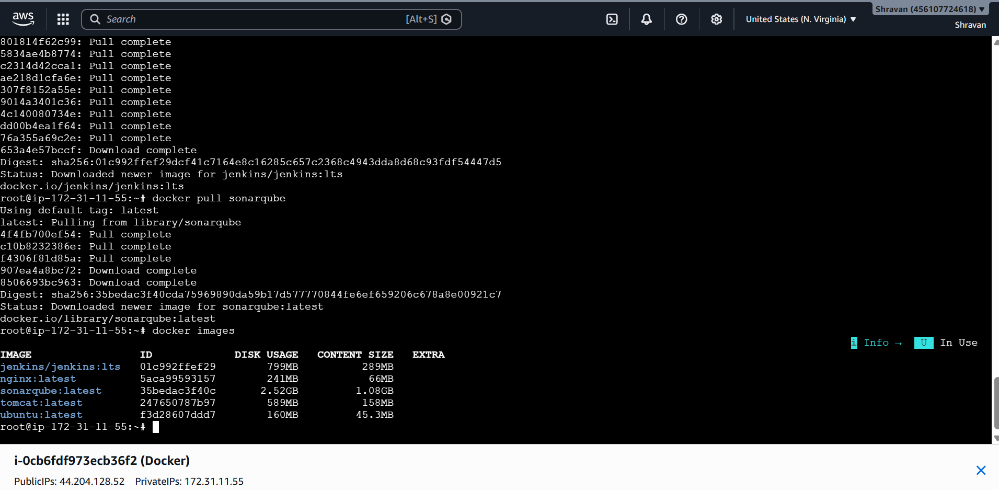 aws
Search [Alt+S]
United States (N. Virginia) ▼
Shravan (456107724618) ▼
Shravan
801814f62c99: Pull complete
5834ae4b8774: Pull complete
c2314d42cca1: Pull complete
ae218d1cfa6e: Pull complete
307f8152a55e: Pull complete
9014a3401c36: Pull complete
4c140080734e: Pull complete
dd00b4ea1f64: Pull complete
76a355a69c2e: Pull complete
653a4e57bccf: Download complete
Digest: sha256:01c992ffef29dcf41c7164e8c16285c657c2368c4943dda8d68c93fdf54447d5
Status: Downloaded newer image for jenkins/jenkins:lts
docker.io/jenkins/jenkins:lts
root@ip-172-31-11-55:~# docker pull sonarqube
Using default tag: latest
latest: Pulling from library/sonarqube
4f4fb700ef54: Pull complete
c10b8232386e: Pull complete
f4306f81d85a: Pull complete
907ea4a8bc72: Download complete
8506693bc963: Download complete
Digest: sha256:35bedac3f40cda75969890da59b17d577770844fe6ef659206c678a8e00921c7
Status: Downloaded newer image for sonarqube:latest
docker.io/library/sonarqube:latest
root@ip-172-31-11-55:~# docker images
i Info → U In Use
IMAGE ID DISK USAGE CONTENT SIZE EXTRA
jenkins/jenkins:lts 01c992ffef29 799MB 289MB
nginx:latest 5aca99593157 241MB 66MB
sonarqube:latest 35bedac3f40c 2.52GB 1.08GB
tomcat:latest 247650787b97 589MB 158MB
ubuntu:latest f3d28607ddd7 160MB 45.3MB
root@ip-172-31-11-55:~#
i-0cb6fdf973ecb36f2 (Docker)
PublicIPs: 44.204.128.52 PrivateIPs: 172.31.11.55